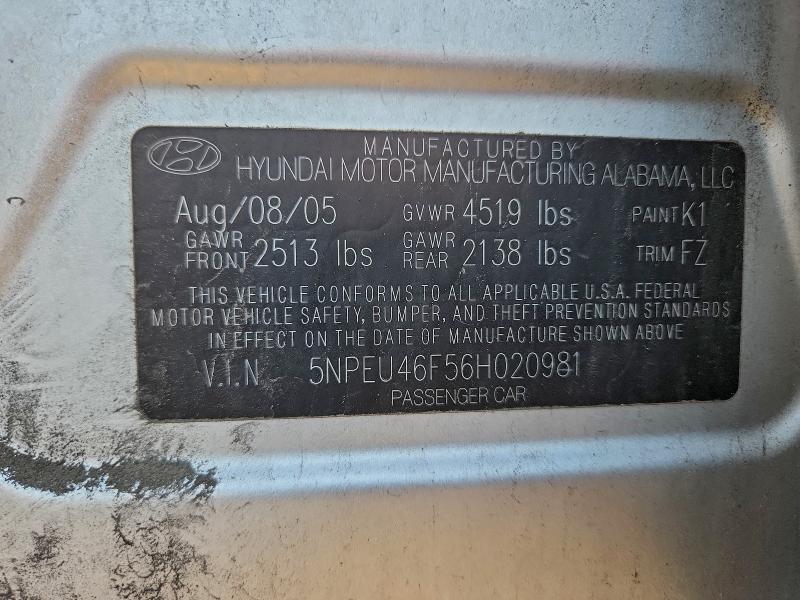 MANUFACTURED BY
HYUNDAI MOTOR MANUFACTURING ALABAMA, LLC
Aug/08/05 GVWR 4519 lbs PAINT K1
GAWR FRONT 2513 lbs GAWR REAR 2138 lbs TRIM FZ
THIS VEHICLE CONFORMS TO ALL APPLICABLE U.S.A. FEDERAL
MOTOR VEHICLE SAFETY, BUMPER, AND THEFT PREVENTION STANDARDS
IN EFFECT ON THE DATE OF MANUFACTURE SHOWN ABOVE
V.I.N 5NPEU46F56H020981
PASSENGER CAR